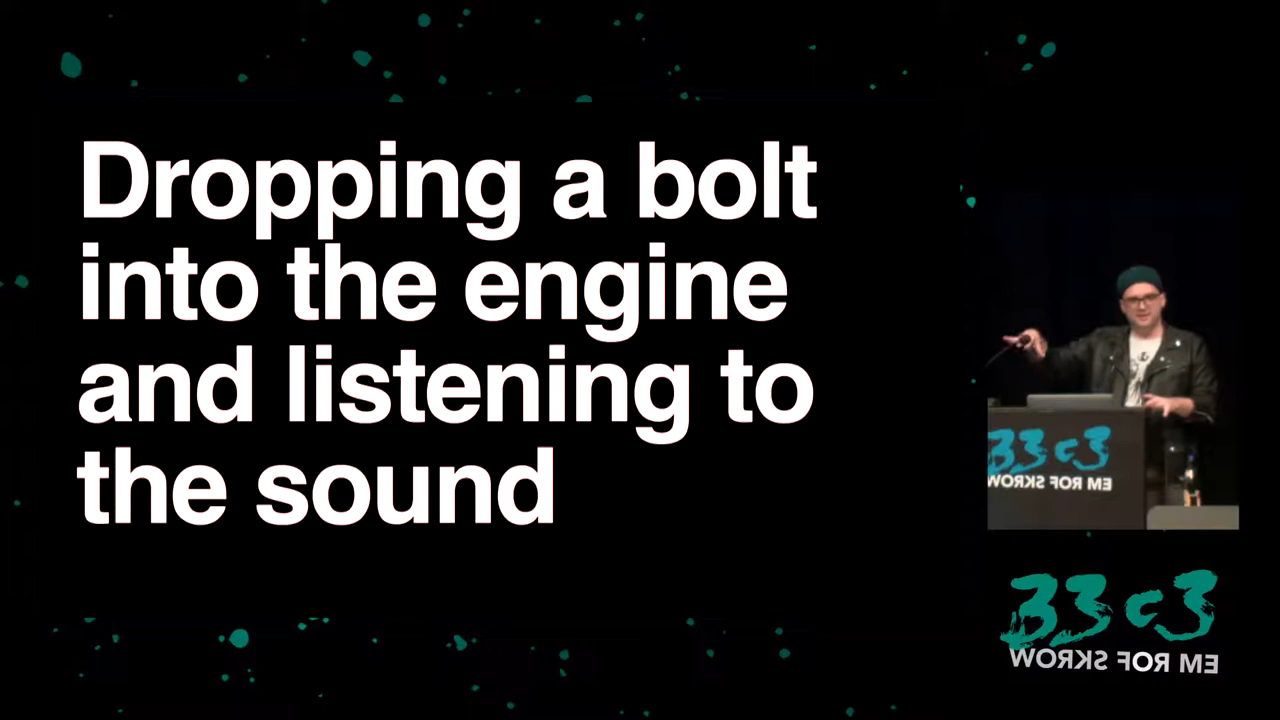 Dropping a bolt
into the engine
and listening to
the sound
33c3
WORKS FOR ME
33c3
WORKS FOR ME